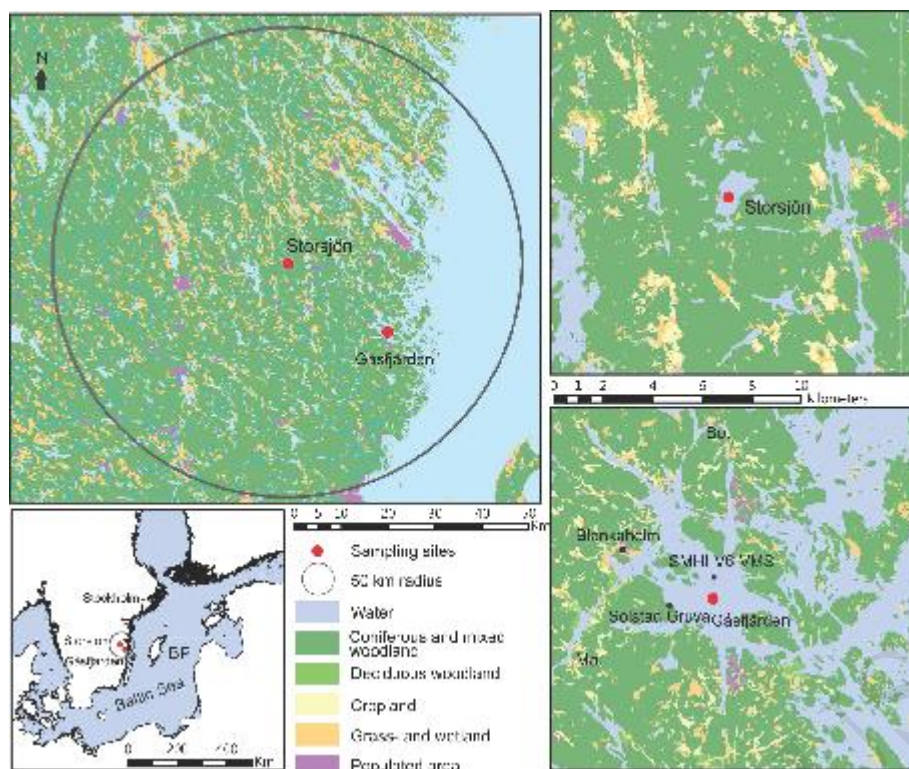 N
Storsjön
Gåsfjärden
0 5 10 20 30 40 50
Km
Storsjön
0 1 2 4 6 8 10
Kilometers
Sampling sites
50 km radius
Water
Coniferous and mixed
woodland
Deciduous woodland
Cropland
Grass- and wetland
Populated area
Stockholm
Storsjön
Gåsfjärden
BP
Baltic Sea
0 200 400
Km
Bo.
Blankaholm
SMHI V6 VMS
Solstad Gruva
Gåsfjärden
Ma.